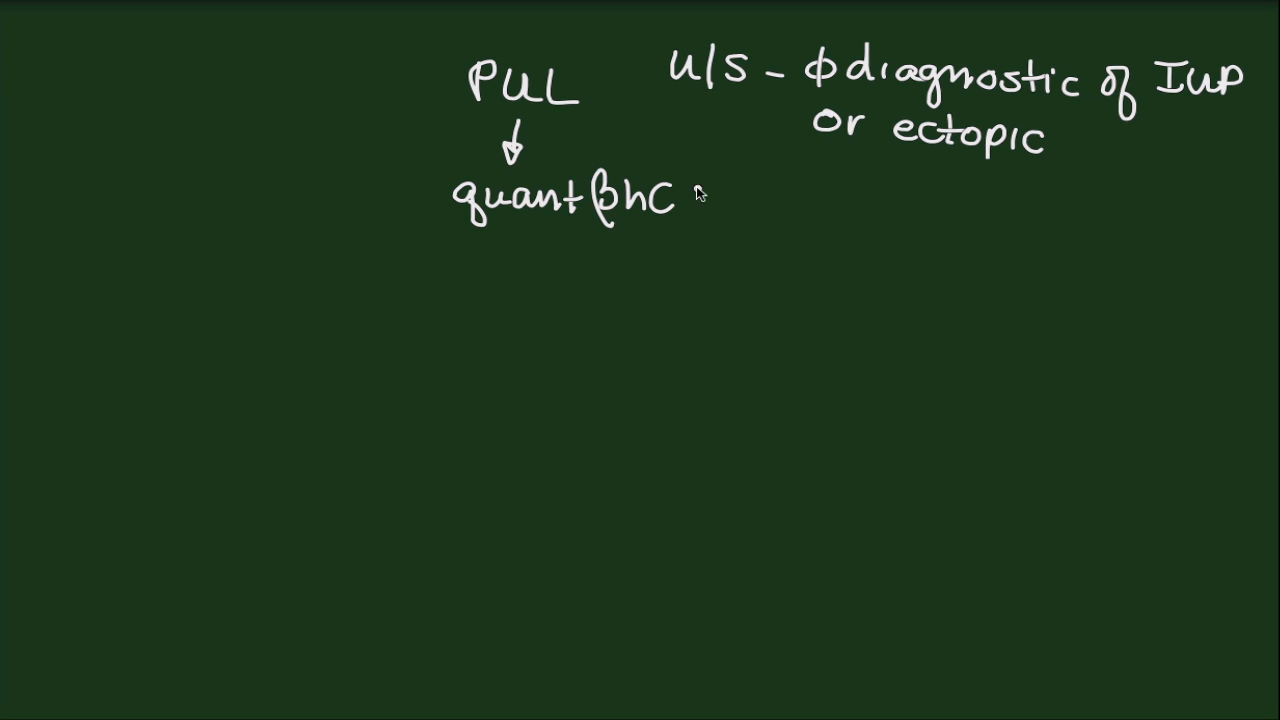 PUL
u/s - ϕ diagnostic of IUP
or ectopic
↓
quant βhC